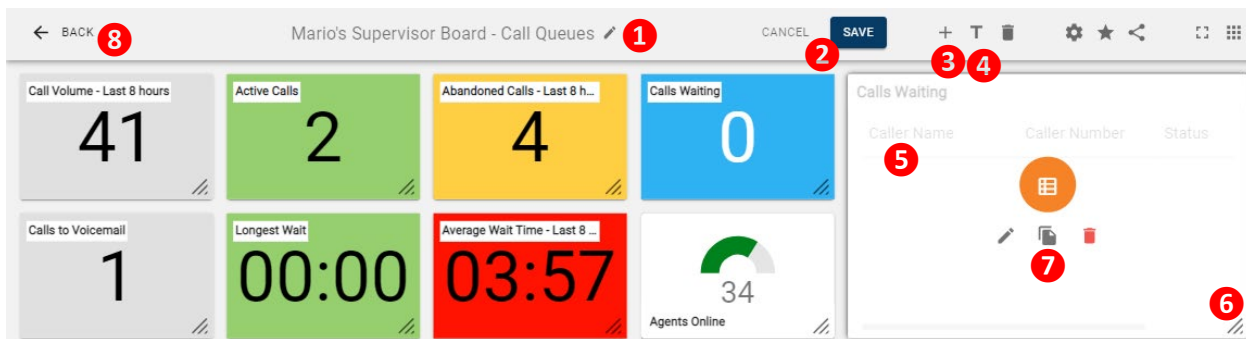 BACK
8
Mario's Supervisor Board - Call Queues
1
CANCEL
2
SAVE
3
T
4
Call Volume - Last 8 hours
41
Active Calls
2
Abandoned Calls - Last 8 h...
4
Calls Waiting
0
Calls Waiting
Caller Name Caller Number Status
5
7
6
Calls to Voicemail
1
Longest Wait
00:00
Average Wait Time - Last 8 ...
03:57
34
Agents Online